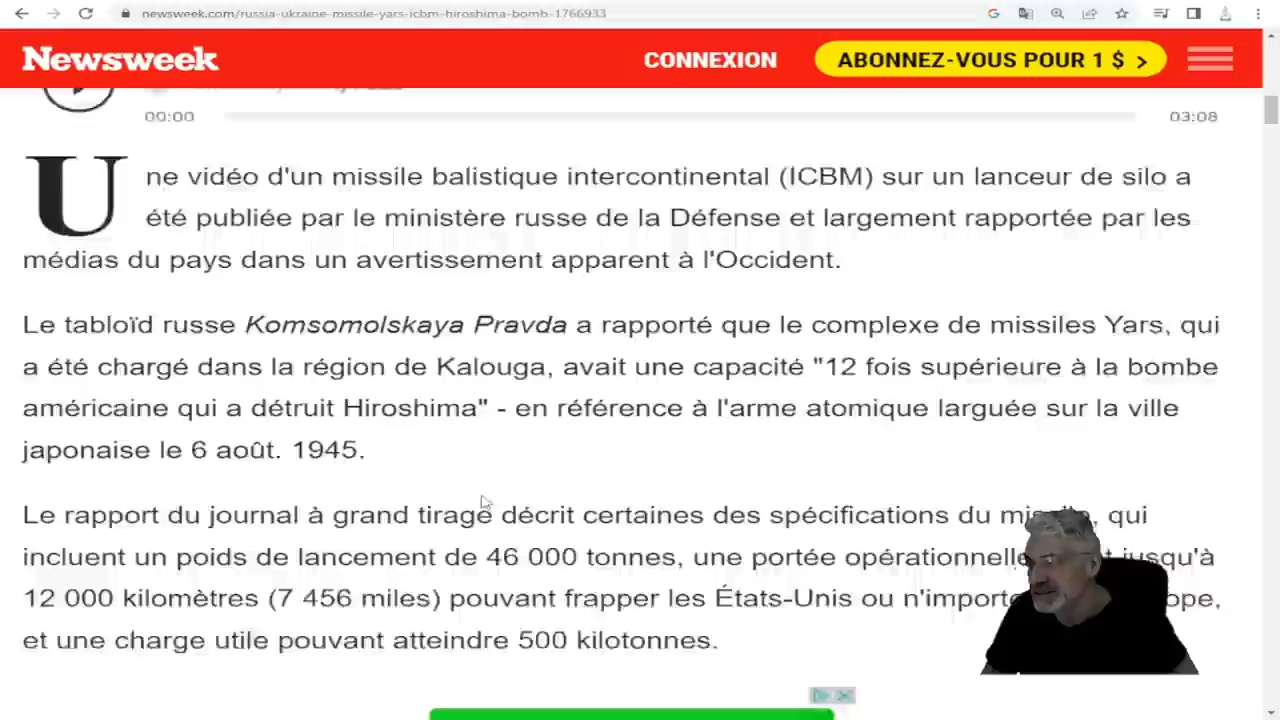 newsweek.com/russia-ukraine-missile-yars-icbm-hiroshima-bomb-1766933
Newsweek
CONNEXION
ABONNEZ-VOUS POUR 1 $ >
00:00
03:08
Une vidéo d'un missile balistique intercontinental (ICBM) sur un lanceur de silo a
été publiée par le ministère russe de la Défense et largement rapportée par les
médias du pays dans un avertissement apparent à l'Occident.
Le tabloïd russe Komsomolskaya Pravda a rapporté que le complexe de missiles Yars, qui
a été chargé dans la région de Kalouga, avait une capacité "12 fois supérieure à la bombe
américaine qui a détruit Hiroshima" - en référence à l'arme atomique larguée sur la ville
japonaise le 6 août. 1945.
Le rapport du journal à grand tirage décrit certaines des spécifications du qui
incluent un poids de lancement de 46 000 tonnes, une portée opérationnelle jusqu'à
12 000 kilomètres (7 456 miles) pouvant frapper les États-Unis ou
et une charge utile pouvant atteindre 500 kilotonnes.